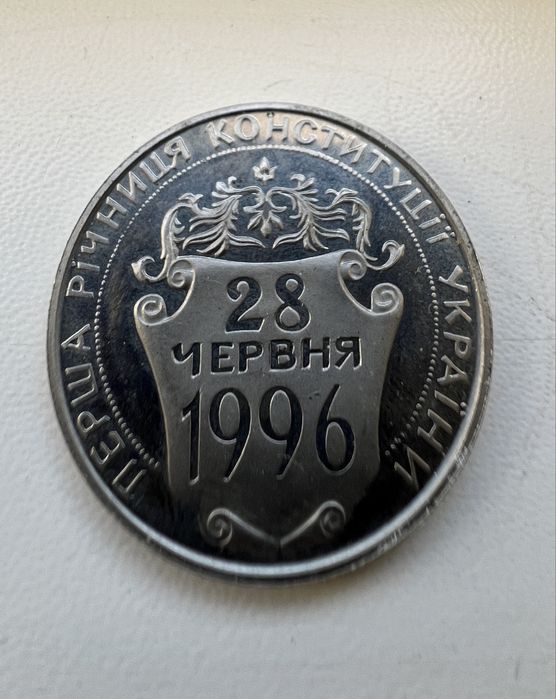 ПЕРША РІЧНИЦЯ КОНСТИТУЦІЇ УКРАЇНИ
28
ЧЕРВНЯ
1996